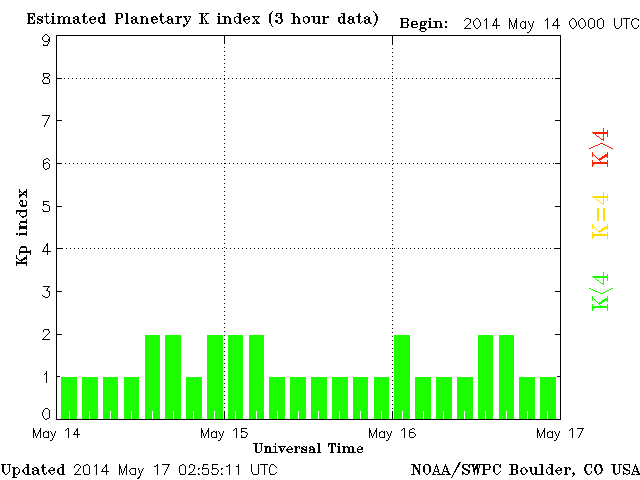 Estimated Planetary K index (3 hour data)
Begin: 2014 May 14 0000 UTC
9
8
7
6
5
4
3
2
1
0
Kp index
K>4
K=4
K<4
May 14
May 15
May 16
May 17
Universal Time
Updated 2014 May 17 02:55:11 UTC
NOAA/SWPC Boulder, CO USA